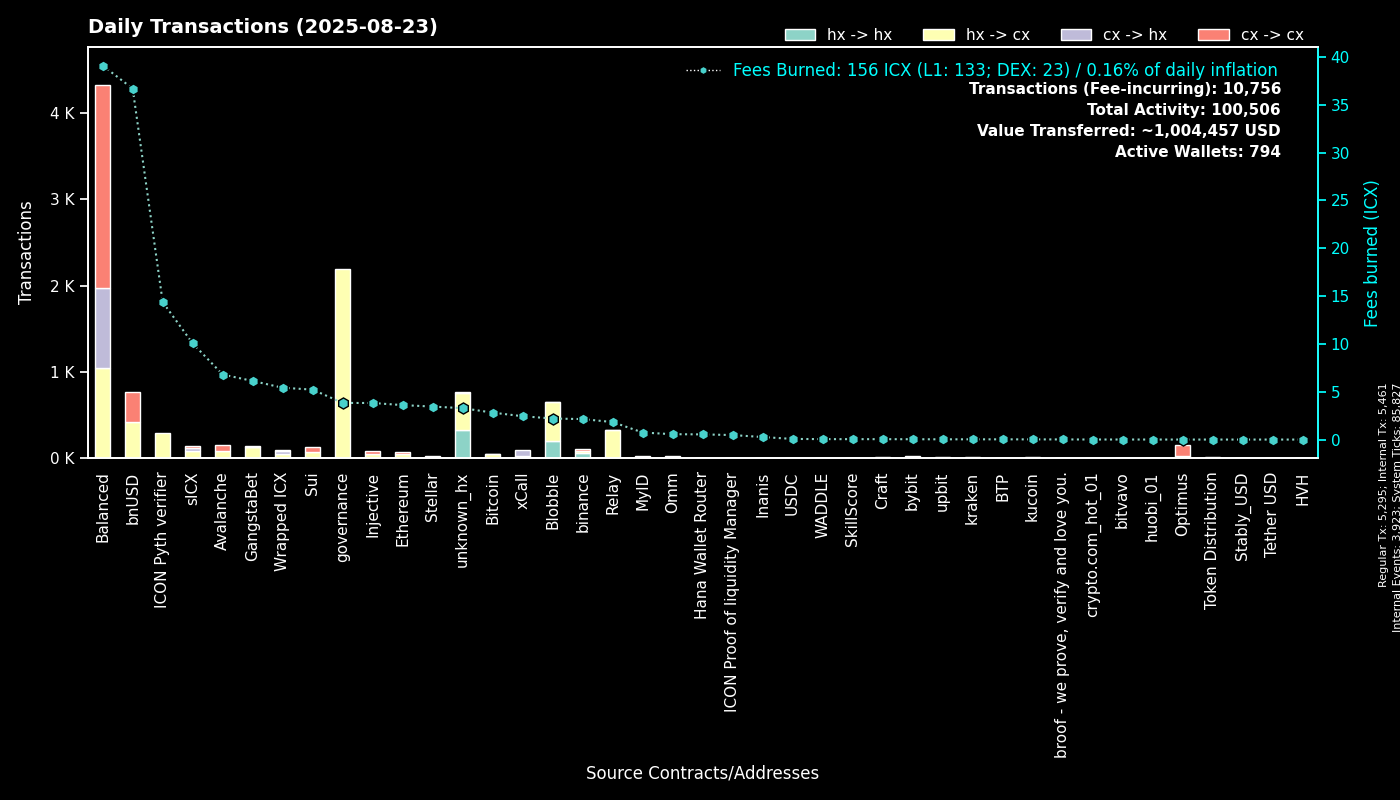 Daily Transactions (2025-08-23)
hx -> hx
hx -> cx
cx -> hx
cx -> cx
Fees Burned: 156 ICX (L1: 133; DEX: 23) / 0.16% of daily inflation
Transactions (Fee-incurring): 10,756
Total Activity: 100,506
Value Transferred: ~1,004,457 USD
Active Wallets: 794
Transactions
4 K
3 K
2 K
1 K
0 K
40
35
30
25
20
15
10
5
0
Fees burned (ICX)
Balanced
bnUSD
ICON Pyth verifier
sICX
Avalanche
GangstaBet
Wrapped ICX
Sui
governance
Injective
Ethereum
Stellar
unknown_hx
Bitcoin
xCall
Blobble
binance
Relay
MyID
Omm
Hana Wallet Router
ICON Proof of liquidity Manager
Inanis
USDC
WADDLE
SkillScore
Craft
bybit
upbit
kraken
BTP
kucoin
broof - we prove, verify and love you.
crypto.com_hot_01
bitvavo
huobi_01
Optimus
Token Distribution
Stably_USD
Tether USD
HVH
Source Contracts/Addresses
Regular Tx: 5,295; Internal Tx: 5,461
Internal Events: 3,923; System Ticks: 85,827